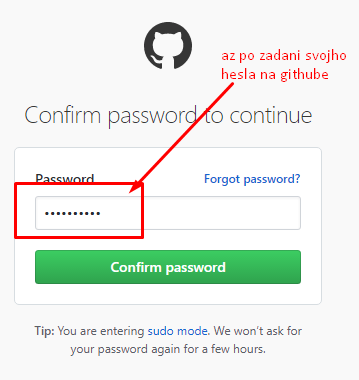 az po zadani svojho
hesla na githube
Confirm password to continue
Password
Forgot password?
••••••••••
Confirm password
Tip: You are entering sudo mode. We won't ask for
your password again for a few hours.